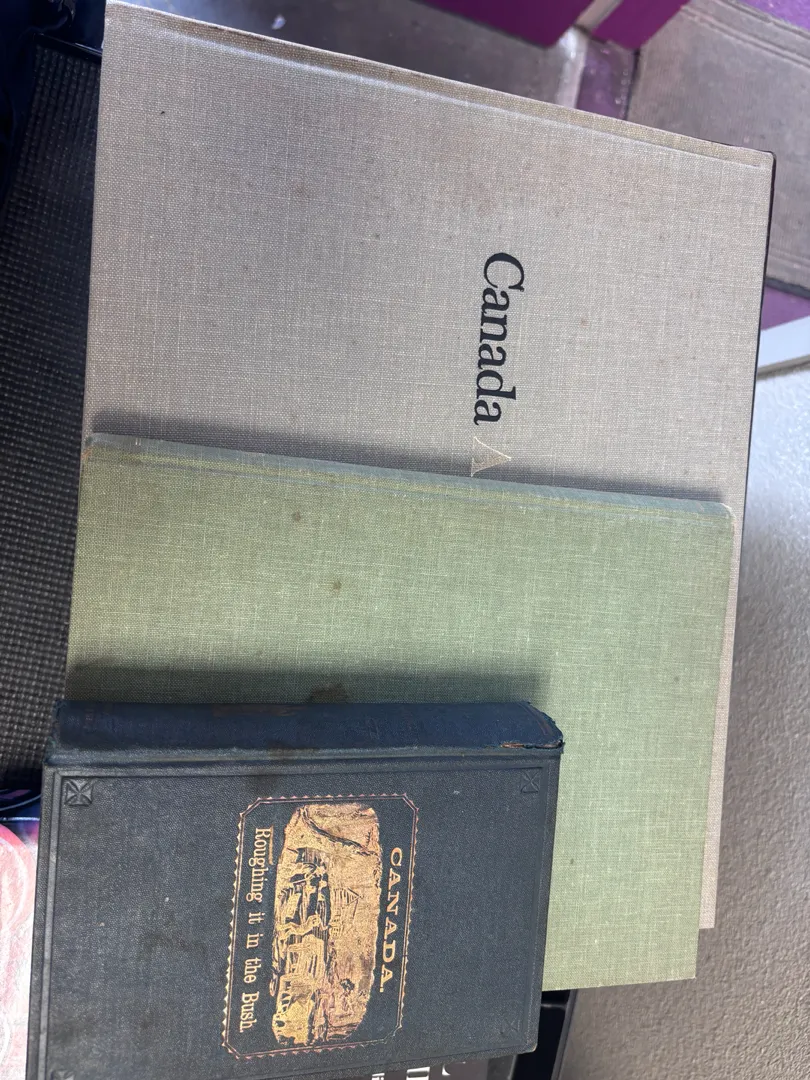 Canada
CANADA.
Roughing it in the Bush.